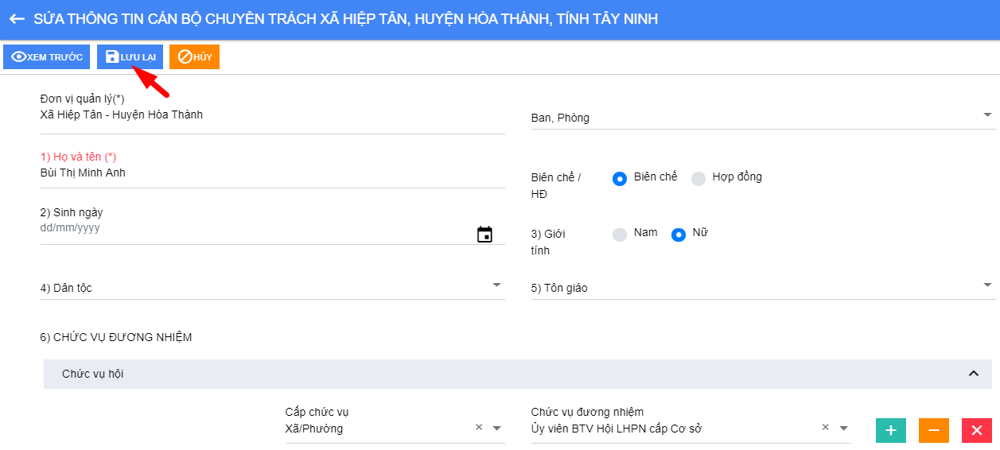 SỬA THÔNG TIN CÁN BỘ CHUYÊN TRÁCH XÃ HIỆP TÂN, HUYỆN HÒA THÀNH, TỈNH TÂY NINH
XEM TRƯỚC LƯU LẠI HỦY
Đơn vị quản lý(*)
Xã Hiệp Tân - Huyện Hòa Thành
Ban, Phòng
1) Họ và tên (*)
Bùi Thị Minh Anh
Biên chế / HĐ
Biên chế Hợp đồng
2) Sinh ngày
dd/mm/yyyy
3) Giới tính
Nam Nữ
4) Dân tộc
5) Tôn giáo
6) CHỨC VỤ ĐƯƠNG NHIỆM
Chức vụ hội
Cấp chức vụ
Xã/Phường
Chức vụ đương nhiệm
Ủy viên BTV Hội LHPN cấp Cơ sở